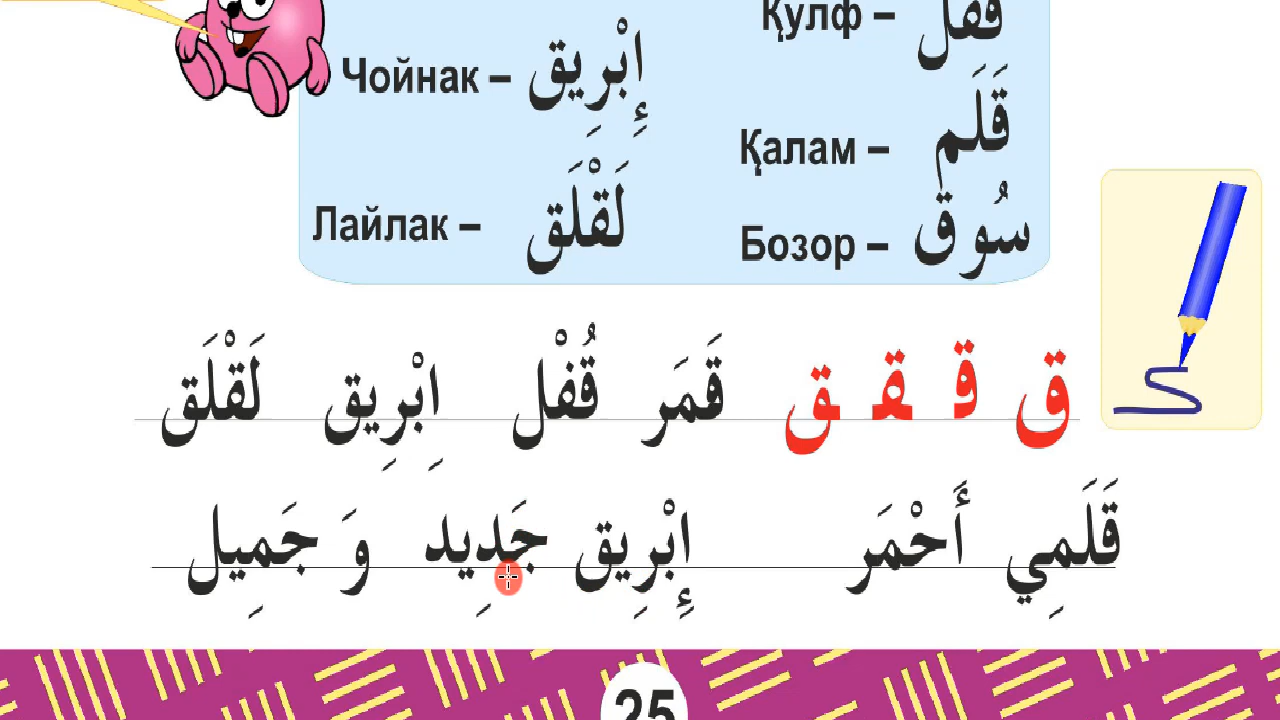 قُفْل – Қулф
إِبْرِيق – Чойнак
قَلَم – Қалам
لَقْلَق – Лайлак
سُوق – Бозор
ق ق‍ ‍ق‍ ‍ق قَمَر قُفْل اِبْرِيق لَقْلَق
قَلَمِي أَحْمَر إِبْرِيق جَدِيد وَ جَمِيل
25